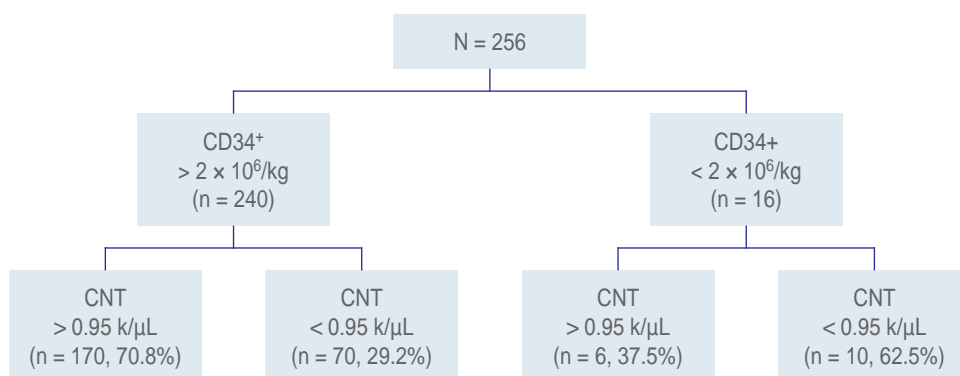 N = 256
CD34⁺
> 2 × 10⁶/kg
(n = 240)
CD34+
< 2 × 10⁶/kg
(n = 16)
CNT
> 0.95 k/μL
(n = 170, 70.8%)
CNT
< 0.95 k/μL
(n = 70, 29.2%)
CNT
> 0.95 k/μL
(n = 6, 37.5%)
CNT
< 0.95 k/μL
(n = 10, 62.5%)